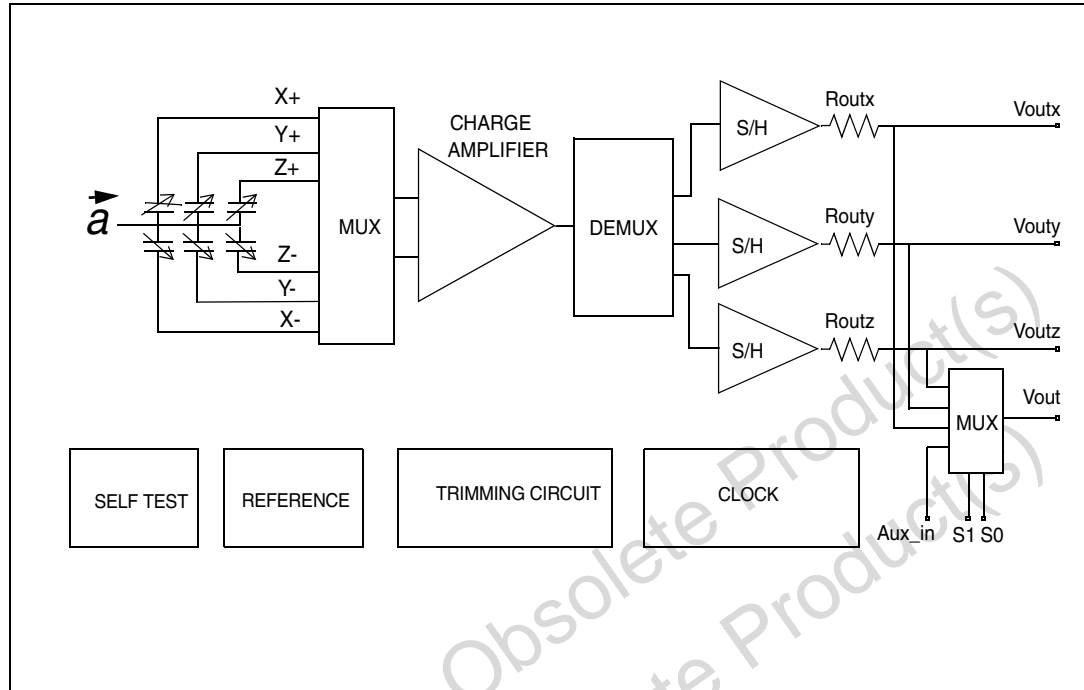 X+
Y+
Z+
a
Z-
Y-
X-
MUX
CHARGE
AMPLIFIER
DEMUX
S/H
S/H
S/H
Routx
Routy
Routz
Voutx
Vouty
Voutz
Vout
MUX
Aux_in
S1
S0
SELF TEST
REFERENCE
TRIMMING CIRCUIT
CLOCK
Obsolete Product(s)
Obsolete Product(s)